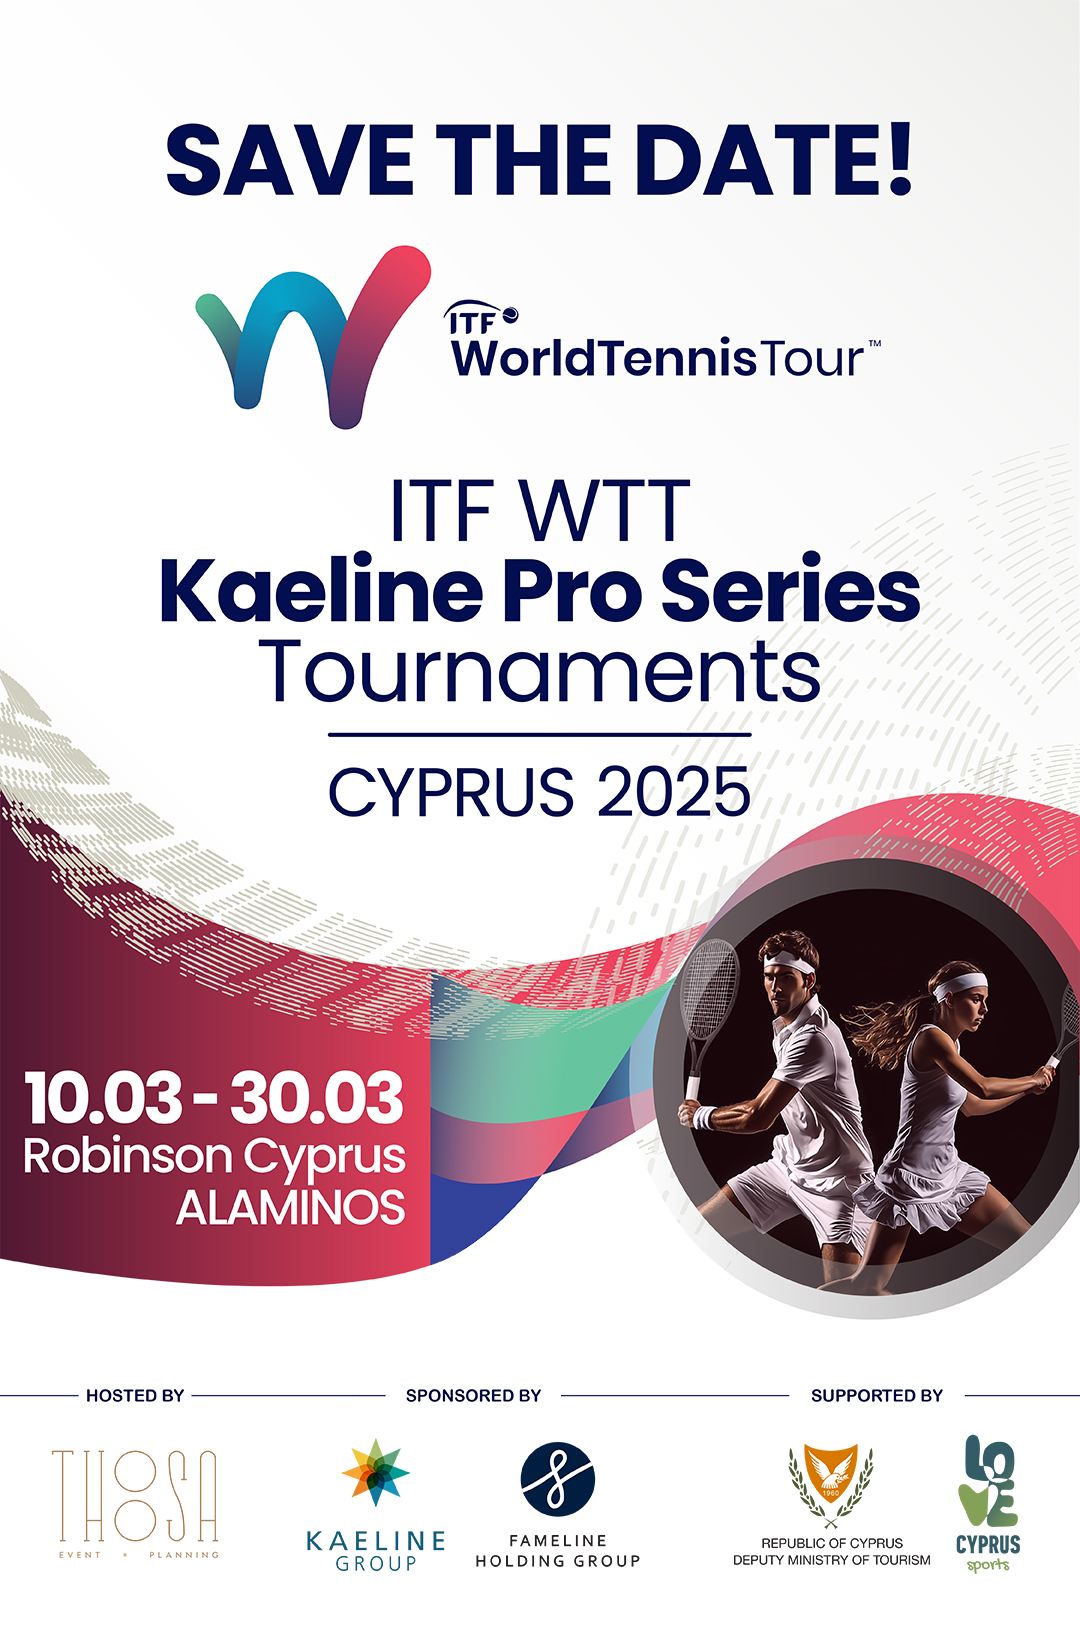 SAVE THE DATE!
ITF
WorldTennisTour™
ITF WTT
Kaeline Pro Series
Tournaments
CYPRUS 2025
10.03 - 30.03
Robinson Cyprus
ALAMINOS
HOSTED BY
SPONSORED BY
SUPPORTED BY
THOOSA
EVENT • PLANNING
KAELINE
GROUP
FAMELINE
HOLDING GROUP
1960
REPUBLIC OF CYPRUS
DEPUTY MINISTRY OF TOURISM
LOVE
CYPRUS
sports